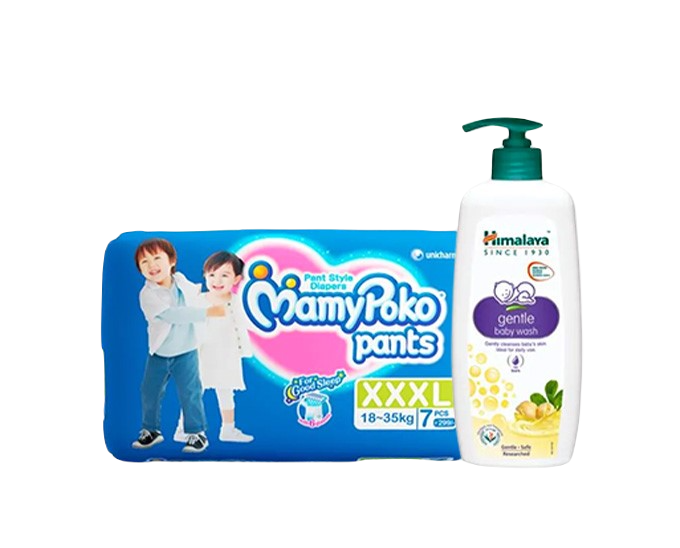 unicharm
Pant Style
Diapers
MamyPoko
pants
For
Good Sleep
XXXL
18~35kg
7 PCS
Himalaya
SINCE 1930
gentle
baby wash
Gently cleanses baby's skin
Ideal for daily use.
Gentle • Safe
Researched